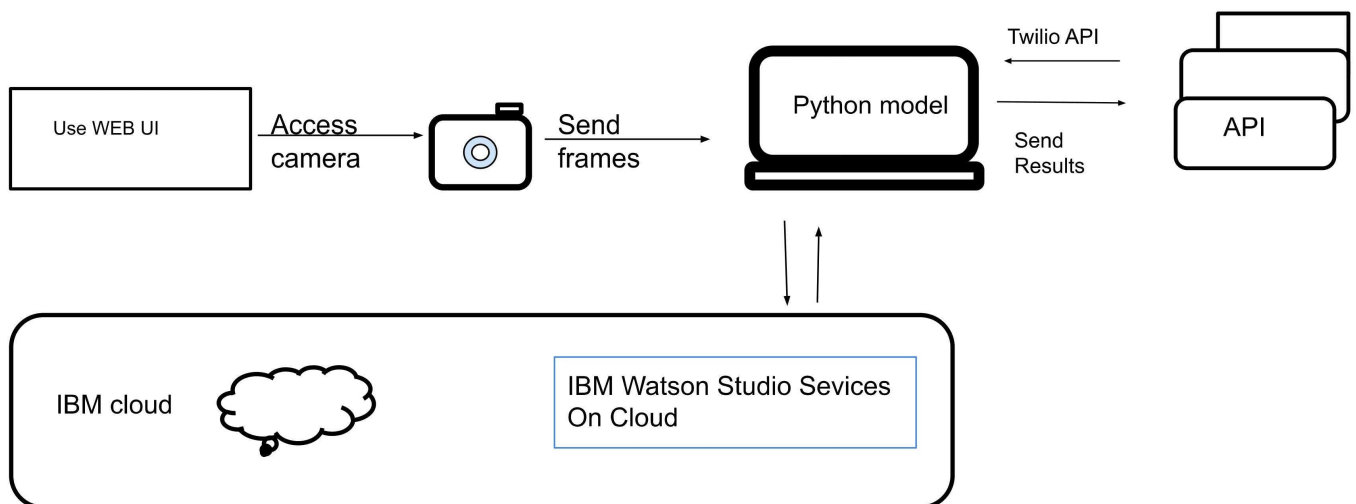 Twilio API
Use WEB UI
Access
camera
Send
frames
Python model
API
Send
Results
IBM cloud
IBM Watson Studio Sevices
On Cloud